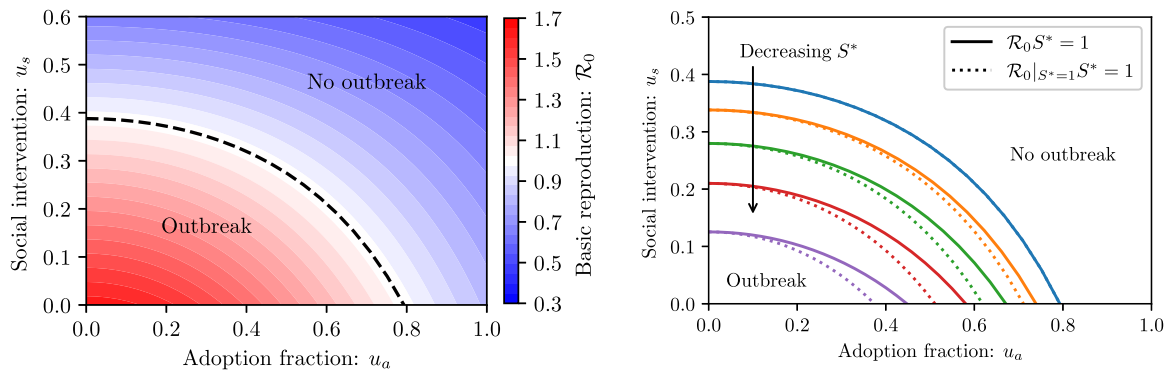 0.6
0.5
0.4
0.3
0.2
0.1
0.0
Social intervention: u_s
No outbreak
Outbreak
0.0 0.2 0.4 0.6 0.8 1.0
Adoption fraction: u_a
1.7
1.5
1.3
1.1
0.9
0.7
0.5
0.3
Basic reproduction: ℛ_0
0.5
0.4
0.3
0.2
0.1
0.0
Social intervention: u_s
Decreasing S*
ℛ_0 S* = 1
ℛ_0|_{S*=1} S* = 1
No outbreak
Outbreak
0.0 0.2 0.4 0.6 0.8 1.0
Adoption fraction: u_a